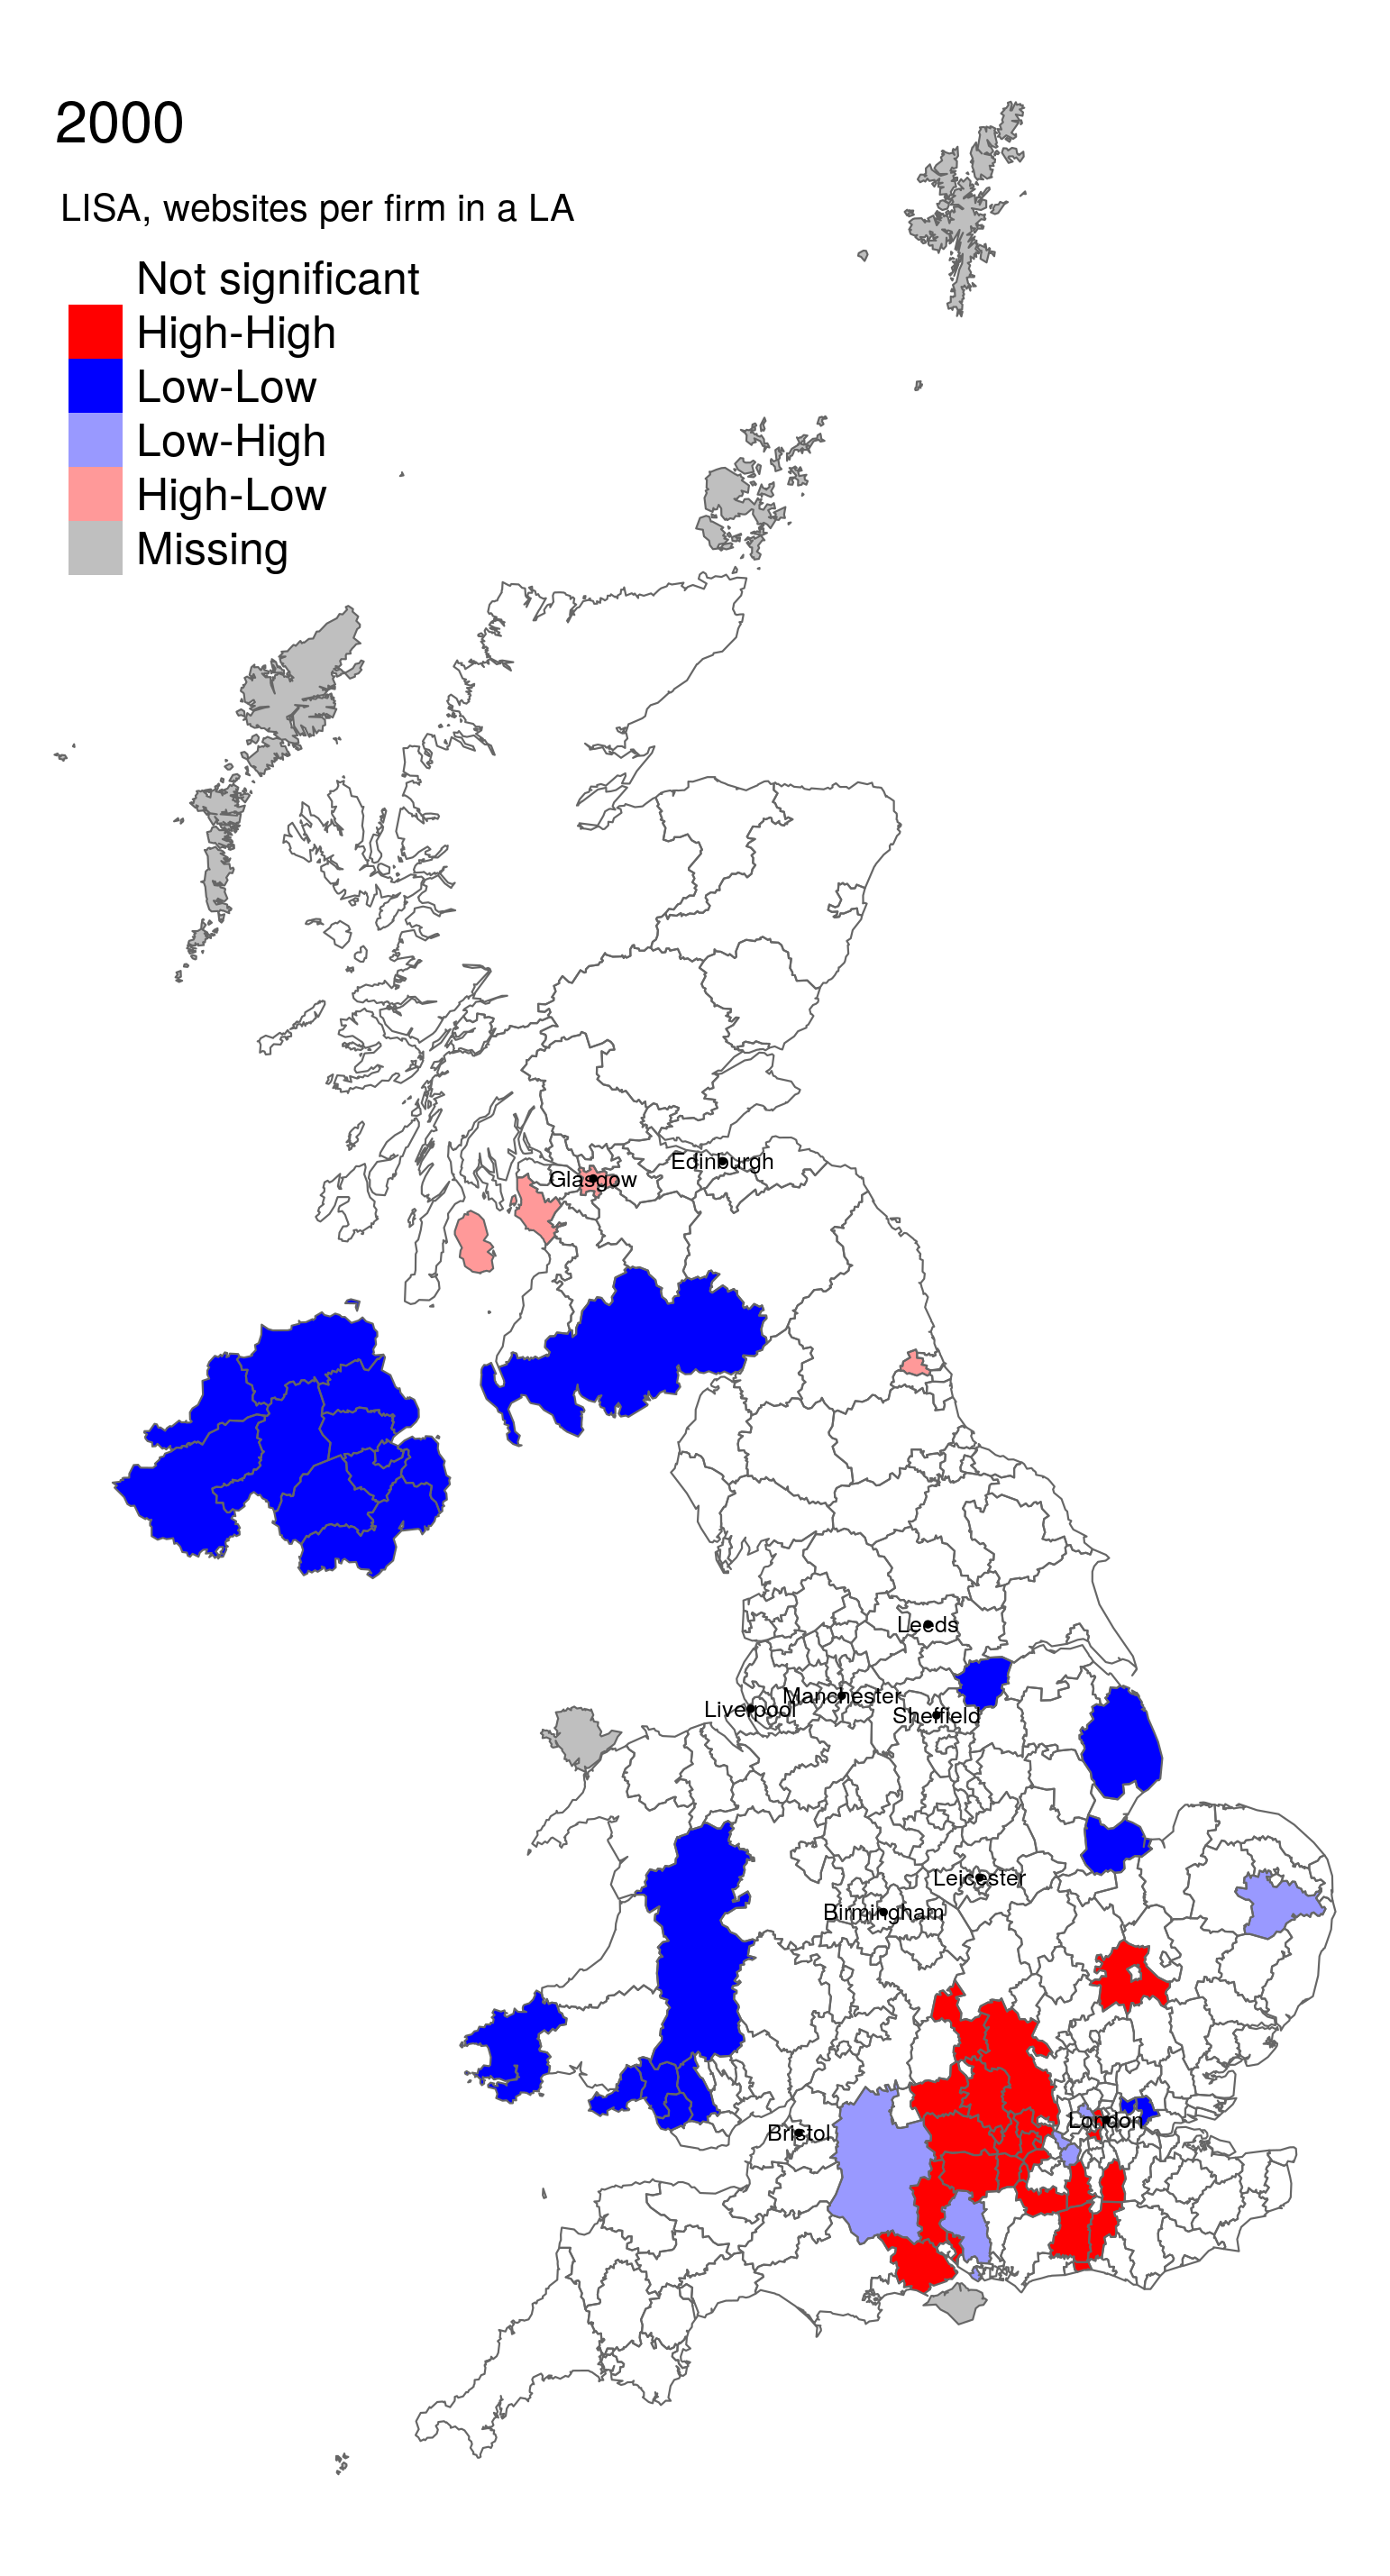 2000
LISA, websites per firm in a LA
Not significant
High-High
Low-Low
Low-High
High-Low
Missing
Edinburgh
Glasgow
Leeds
Manchester
Liverpool
Sheffield
Leicester
Birmingham
London
Bristol